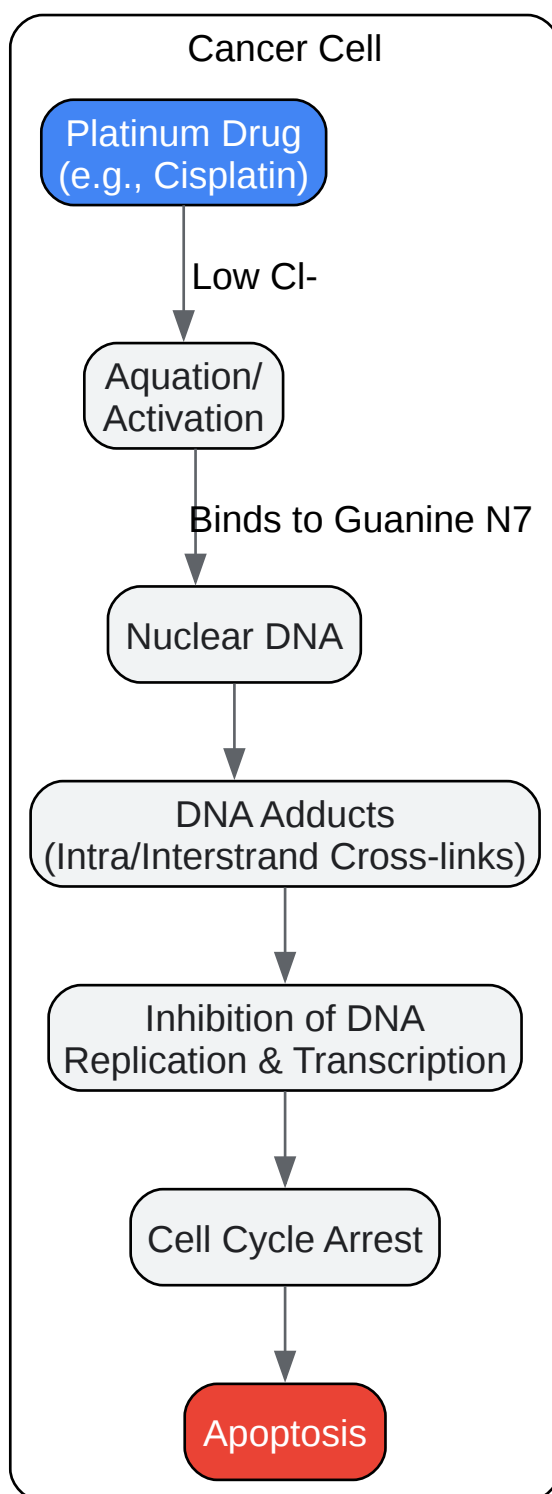 Cancer Cell
Platinum Drug
(e.g., Cisplatin)
Low Cl-
Aquation/
Activation
Binds to Guanine N7
Nuclear DNA
DNA Adducts
(Intra/Interstrand Cross-links)
Inhibition of DNA
Replication & Transcription
Cell Cycle Arrest
Apoptosis